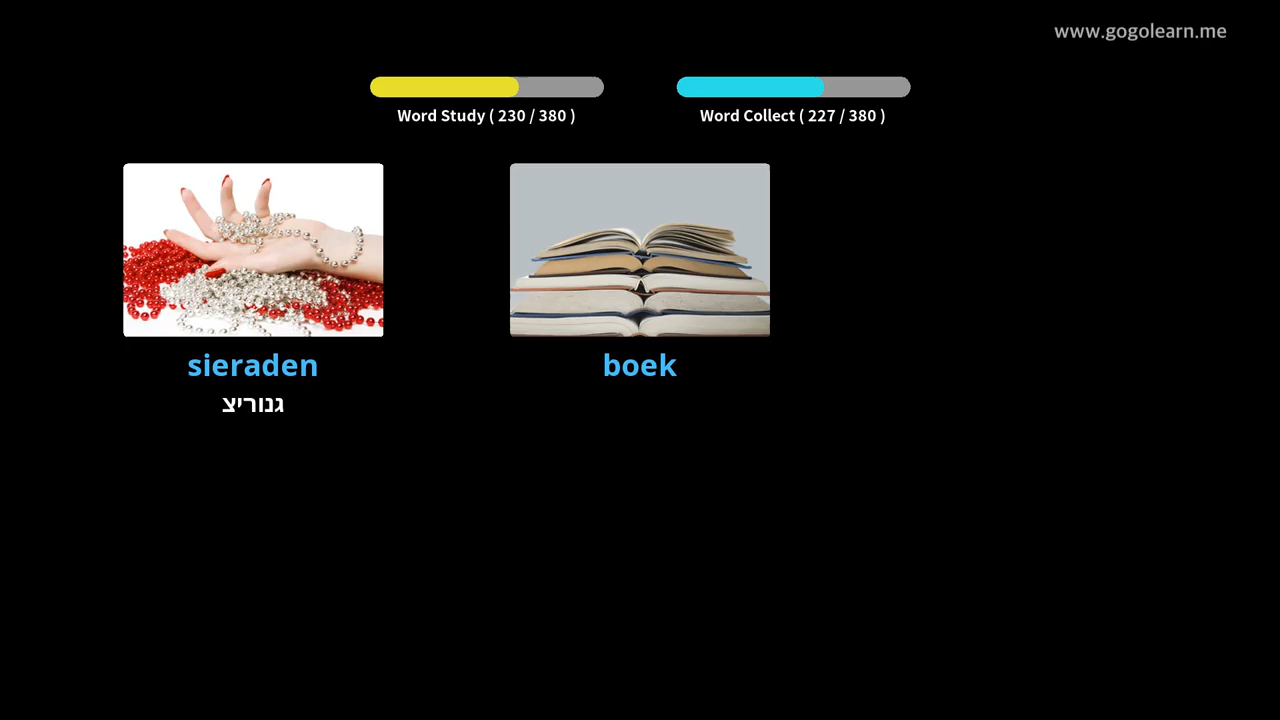 www.gogolearn.me
Word Study ( 230 / 380 )
Word Collect ( 227 / 380 )
sieraden
boek
גנוריצ